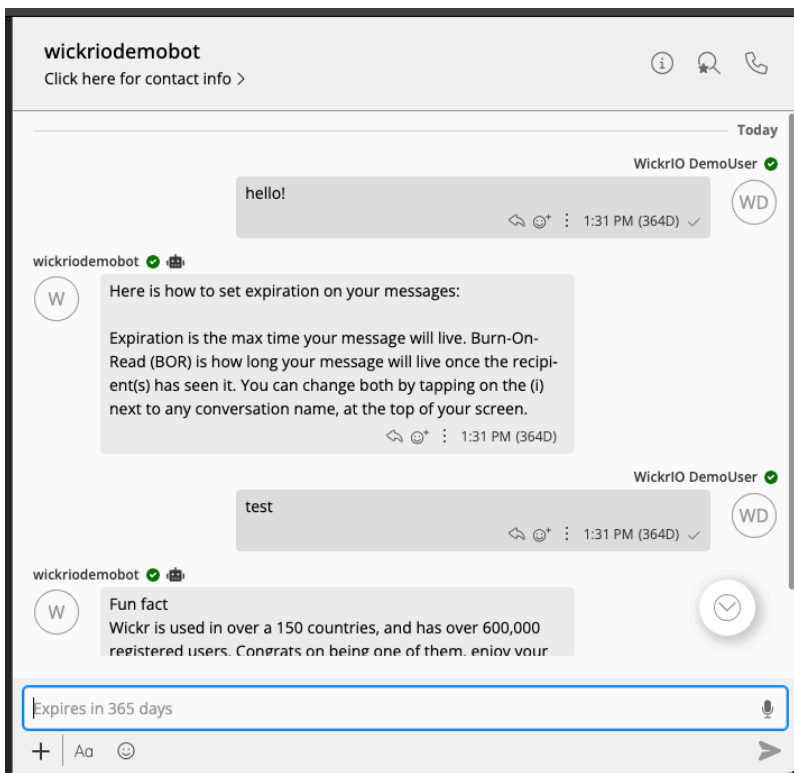 wickriodemobot
Click here for contact info >
Today
WickrIO DemoUser
hello!
WD
1:31 PM (364D)
wickriodemobot
W
Here is how to set expiration on your messages:
Expiration is the max time your message will live. Burn-On-
Read (BOR) is how long your message will live once the recipi-
ent(s) has seen it. You can change both by tapping on the (i)
next to any conversation name, at the top of your screen.
1:31 PM (364D)
WickrIO DemoUser
test
WD
1:31 PM (364D)
wickriodemobot
W
Fun fact
Wickr is used in over a 150 countries, and has over 600,000
registered users. Congrats on being one of them, enjoy your
Expires in 365 days
Aa